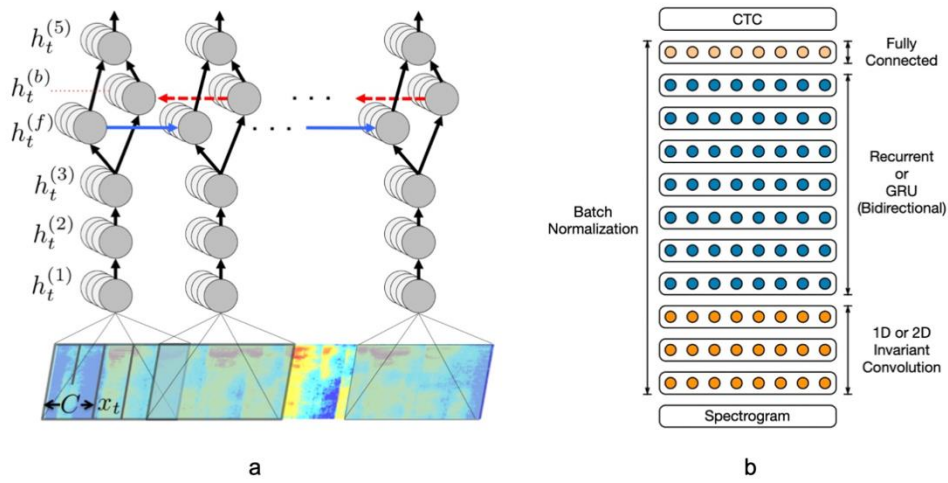 h_t^{(5)}
h_t^{(b)}
h_t^{(f)}
h_t^{(3)}
h_t^{(2)}
h_t^{(1)}
C x_t
a
CTC
Fully
Connected
Recurrent
or
GRU
(Bidirectional)
Batch
Normalization
1D or 2D
Invariant
Convolution
Spectrogram
b